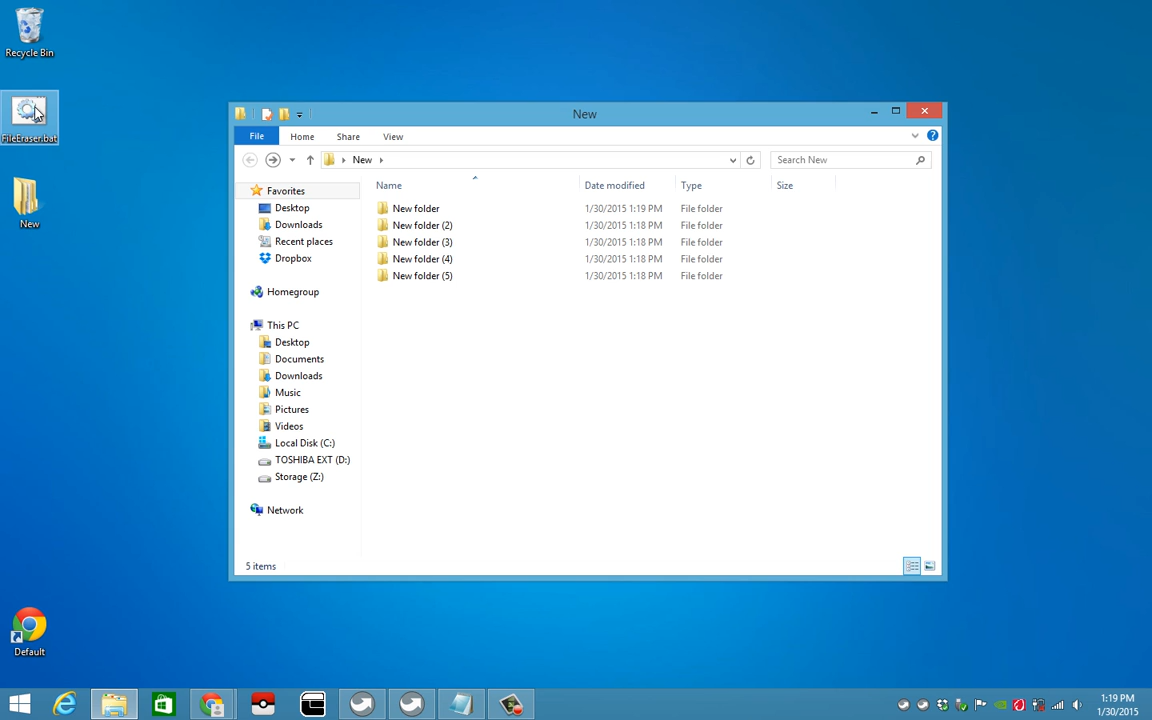 Recycle Bin
FileEraser.bat
New
Default
New
File Home Share View
New
Search New
Name Date modified Type Size
New folder 1/30/2015 1:19 PM File folder
New folder (2) 1/30/2015 1:18 PM File folder
New folder (3) 1/30/2015 1:18 PM File folder
New folder (4) 1/30/2015 1:18 PM File folder
New folder (5) 1/30/2015 1:18 PM File folder
Favorites
Desktop
Downloads
Recent places
Dropbox
Homegroup
This PC
Desktop
Documents
Downloads
Music
Pictures
Videos
Local Disk (C:)
TOSHIBA EXT (D:)
Storage (Z:)
Network
5 items
1:19 PM
1/30/2015